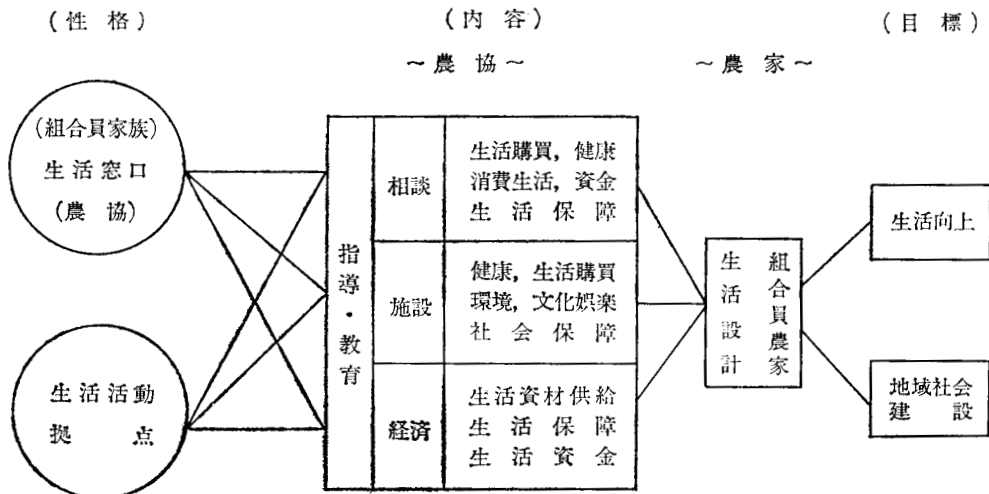 (性格)
(内容)
(目標)
～農協～
～農家～
(組合員家族)
生活窓口
(農協)
生活活動
拠点
指導・教育
相談
生活購買，健康
消費生活，資金
生活保障
施設
健康，生活購買
環境，文化娯楽
社会保障
経済
生活資材供給
生活保障
生活資金
組合員農家
生活設計
生活向上
地域社会
建設